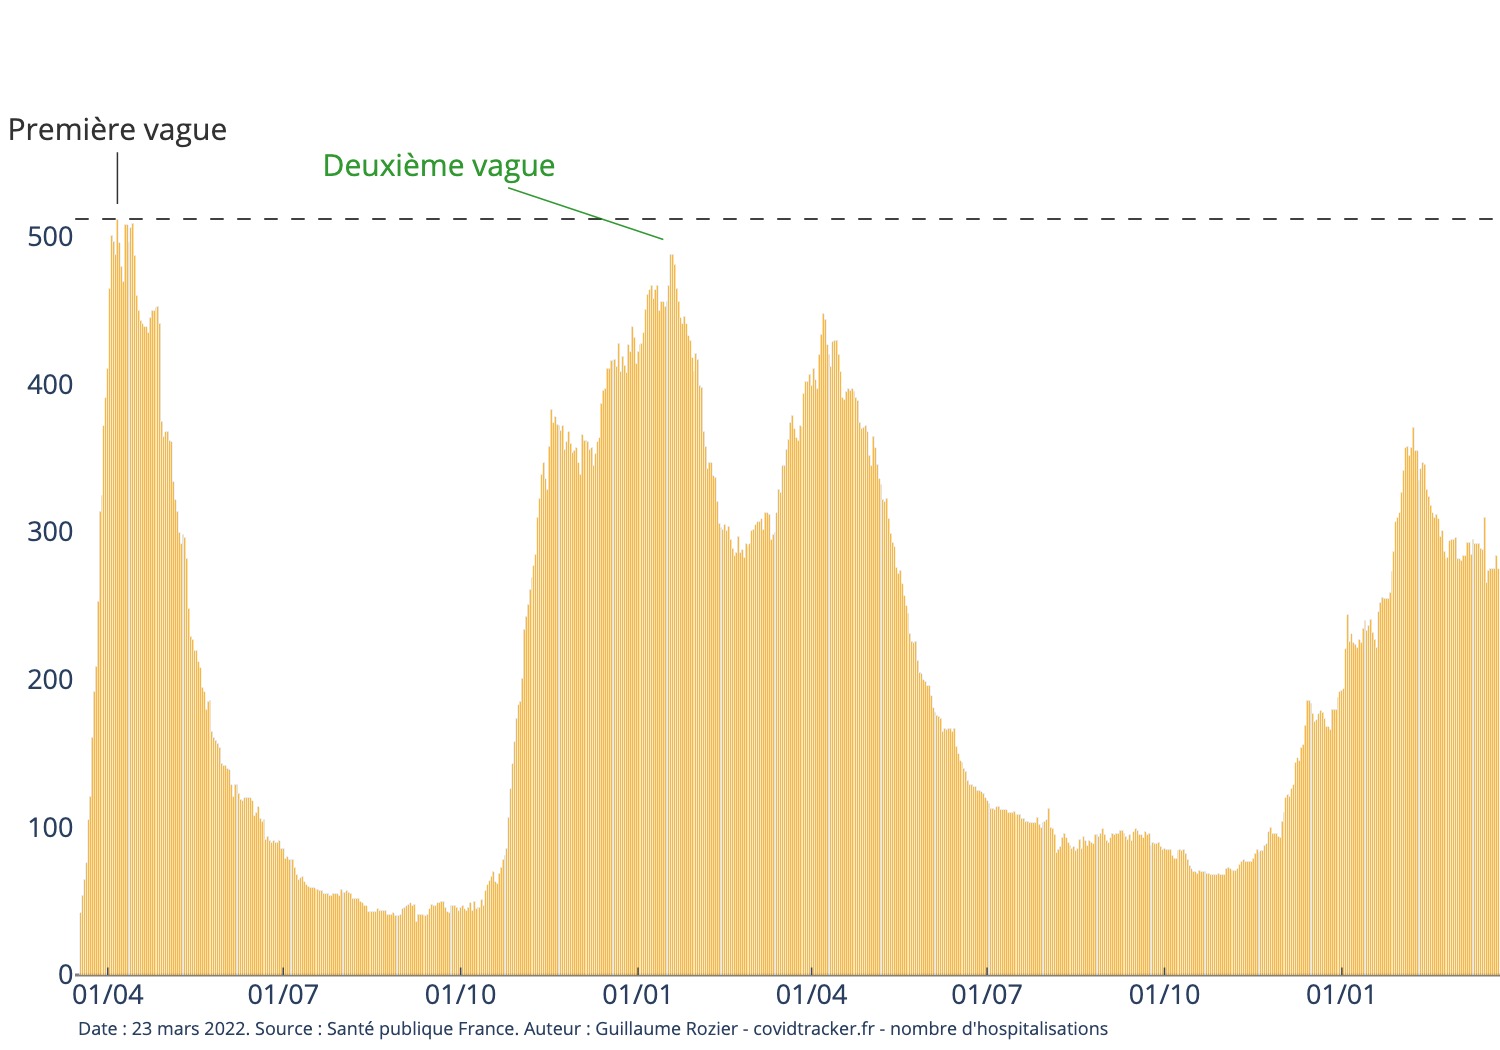 Première vague
Deuxième vague
500
400
300
200
100
0
01/04 01/07 01/10 01/01 01/04 01/07 01/10 01/01
Date : 23 mars 2022. Source : Santé publique France. Auteur : Guillaume Rozier - covidtracker.fr - nombre d'hospitalisations